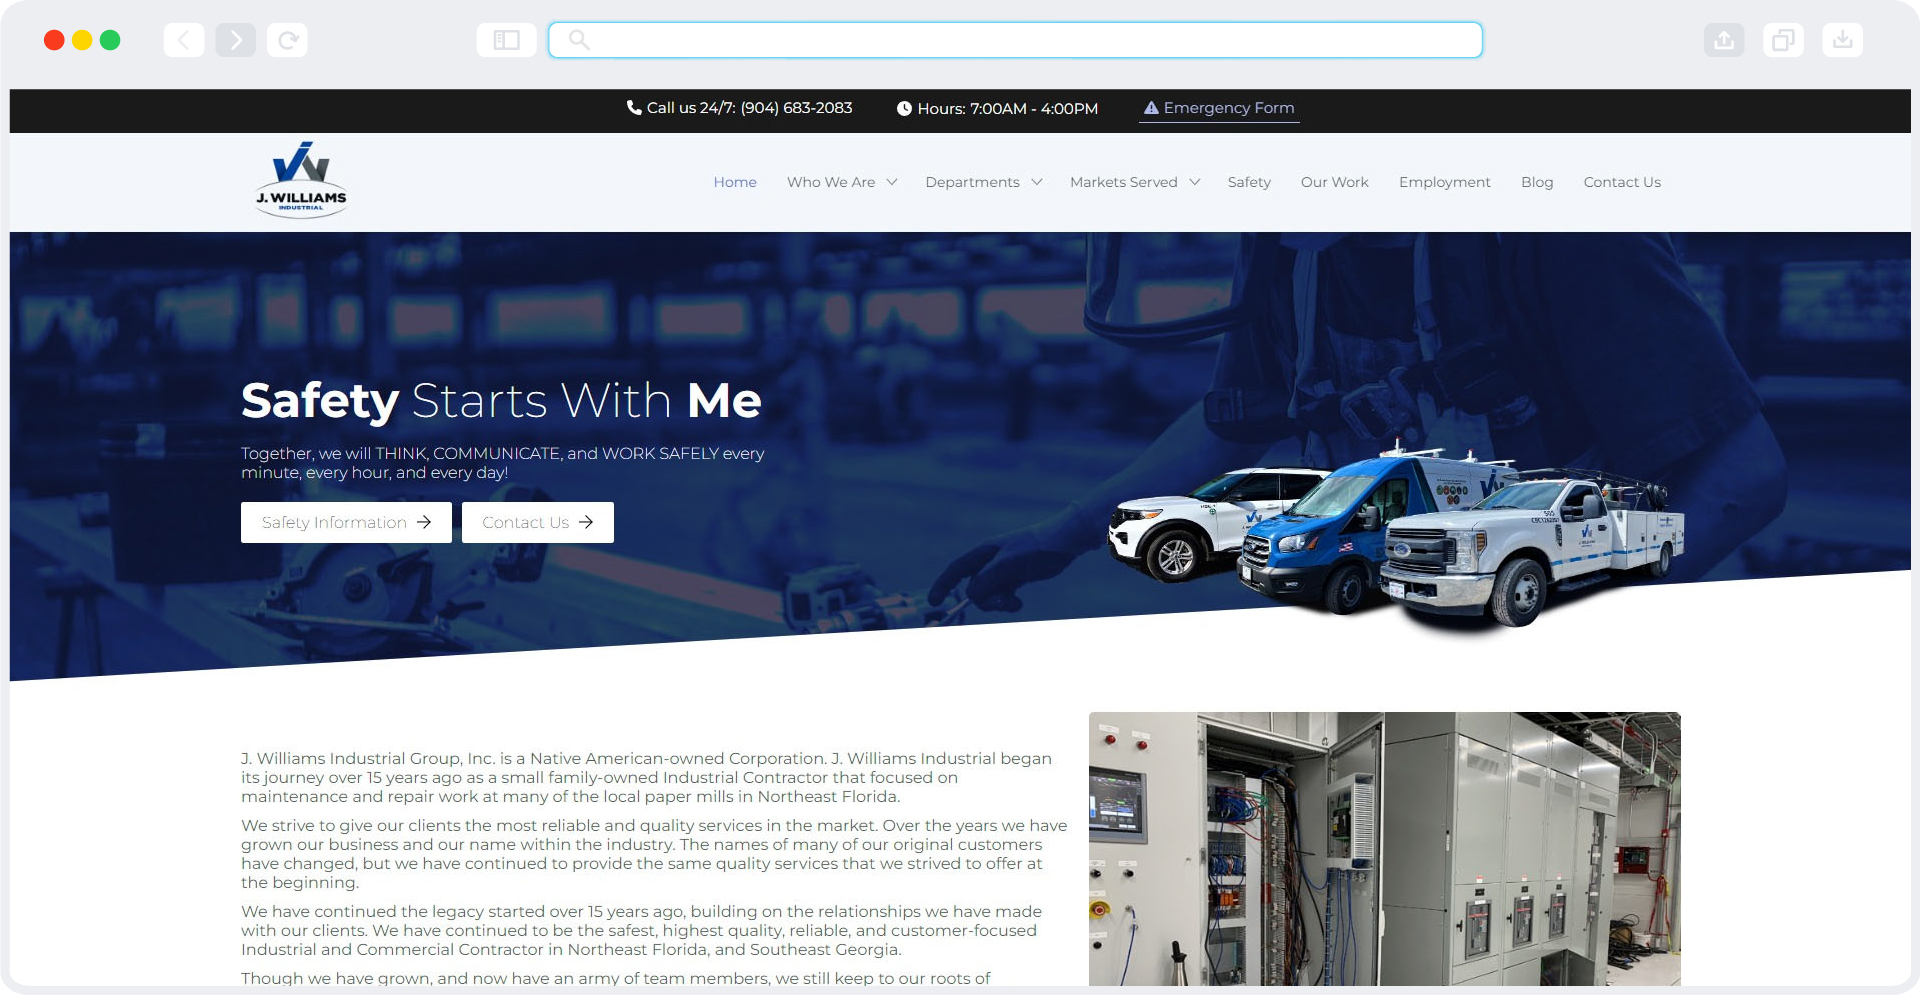 Call us 24/7: (904) 683-2083
Hours: 7:00AM - 4:00PM
Emergency Form
J. WILLIAMS
INDUSTRIAL
Home
Who We Are
Departments
Markets Served
Safety
Our Work
Employment
Blog
Contact Us
Safety Starts With Me
Together, we will THINK, COMMUNICATE, and WORK SAFELY every
minute, every hour, and every day!
Safety Information
Contact Us
J. Williams Industrial Group, Inc. is a Native American-owned Corporation. J. Williams Industrial began
its journey over 15 years ago as a small family-owned Industrial Contractor that focused on
maintenance and repair work at many of the local paper mills in Northeast Florida.
We strive to give our clients the most reliable and quality services in the market. Over the years we have
grown our business and our name within the industry. The names of many of our original customers
have changed, but we have continued to provide the same quality services that we strived to offer at
the beginning.
We have continued the legacy started over 15 years ago, building on the relationships we have made
with our clients. We have continued to be the safest, highest quality, reliable, and customer-focused
Industrial and Commercial Contractor in Northeast Florida, and Southeast Georgia.
Though we have grown, and now have an army of team members, we still keep to our roots of